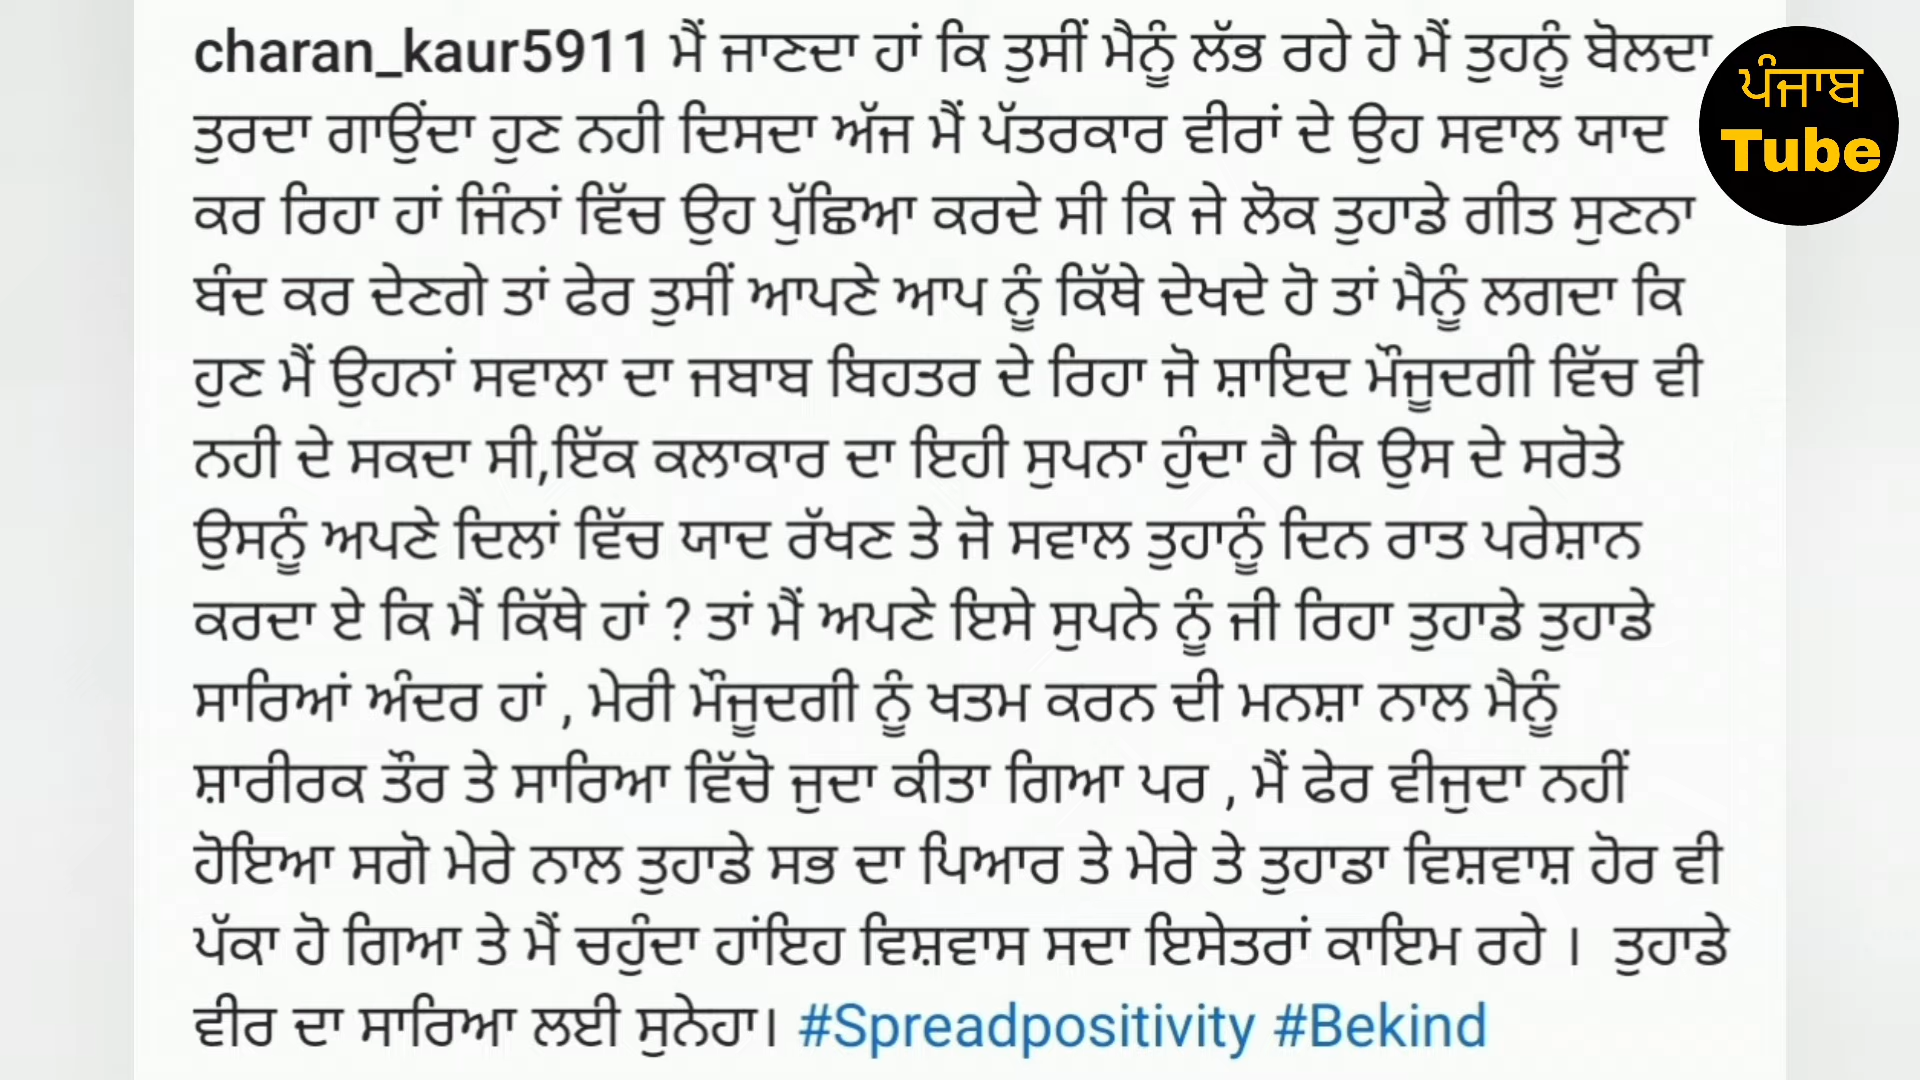 charan_kaur5911 ਮੈਂ ਜਾਣਦਾ ਹਾਂ ਕਿ ਤੁਸੀਂ ਮੈਨੂੰ ਲੱਭ ਰਹੇ ਹੋ ਮੈਂ ਤੁਹਨੂੰ ਬੋਲਦਾ
ਤੁਰਦਾ ਗਾਉਂਦਾ ਹੁਣ ਨਹੀ ਦਿਸਦਾ ਅੱਜ ਮੈਂ ਪੱਤਰਕਾਰ ਵੀਰਾਂ ਦੇ ਉਹ ਸਵਾਲ ਯਾਦ
ਕਰ ਰਿਹਾ ਹਾਂ ਜਿੰਨਾਂ ਵਿੱਚ ਉਹ ਪੁੱਛਿਆ ਕਰਦੇ ਸੀ ਕਿ ਜੇ ਲੋਕ ਤੁਹਾਡੇ ਗੀਤ ਸੁਣਨਾ
ਬੰਦ ਕਰ ਦੇਣਗੇ ਤਾਂ ਫੇਰ ਤੁਸੀਂ ਆਪਣੇ ਆਪ ਨੂੰ ਕਿੱਥੇ ਦੇਖਦੇ ਹੋ ਤਾਂ ਮੈਨੂੰ ਲਗਦਾ ਕਿ
ਹੁਣ ਮੈਂ ਉਹਨਾਂ ਸਵਾਲਾ ਦਾ ਜਬਾਬ ਬਿਹਤਰ ਦੇ ਰਿਹਾ ਜੋ ਸ਼ਾਇਦ ਮੌਜੂਦਗੀ ਵਿੱਚ ਵੀ
ਨਹੀ ਦੇ ਸਕਦਾ ਸੀ,ਇੱਕ ਕਲਾਕਾਰ ਦਾ ਇਹੀ ਸੁਪਨਾ ਹੁੰਦਾ ਹੈ ਕਿ ਉਸ ਦੇ ਸਰੋਤੇ
ਉਸਨੂੰ ਅਪਣੇ ਦਿਲਾਂ ਵਿੱਚ ਯਾਦ ਰੱਖਣ ਤੇ ਜੋ ਸਵਾਲ ਤੁਹਾਨੂੰ ਦਿਨ ਰਾਤ ਪਰੇਸ਼ਾਨ
ਕਰਦਾ ਏ ਕਿ ਮੈਂ ਕਿੱਥੇ ਹਾਂ ? ਤਾਂ ਮੈਂ ਅਪਣੇ ਇਸੇ ਸੁਪਨੇ ਨੂੰ ਜੀ ਰਿਹਾ ਤੁਹਾਡੇ ਤੁਹਾਡੇ
ਸਾਰਿਆਂ ਅੰਦਰ ਹਾਂ , ਮੇਰੀ ਮੌਜੂਦਗੀ ਨੂੰ ਖਤਮ ਕਰਨ ਦੀ ਮਨਸ਼ਾ ਨਾਲ ਮੈਨੂੰ
ਸ਼ਾਰੀਰਕ ਤੌਰ ਤੇ ਸਾਰਿਆ ਵਿੱਚੋ ਜੁਦਾ ਕੀਤਾ ਗਿਆ ਪਰ , ਮੈਂ ਫੇਰ ਵੀਜੁਦਾ ਨਹੀਂ
ਹੋਇਆ ਸਗੋ ਮੇਰੇ ਨਾਲ ਤੁਹਾਡੇ ਸਭ ਦਾ ਪਿਆਰ ਤੇ ਮੇਰੇ ਤੇ ਤੁਹਾਡਾ ਵਿਸ਼ਵਾਸ਼ ਹੋਰ ਵੀ
ਪੱਕਾ ਹੋ ਗਿਆ ਤੇ ਮੈਂ ਚਹੁੰਦਾ ਹਾਂਇਹ ਵਿਸ਼ਵਾਸ ਸਦਾ ਇਸੇਤਰਾਂ ਕਾਇਮ ਰਹੇ । ਤੁਹਾਡੇ
ਵੀਰ ਦਾ ਸਾਰਿਆ ਲਈ ਸੁਨੇਹਾ। #Spreadpositivity #Bekind
ਪੰਜਾਬ
Tube